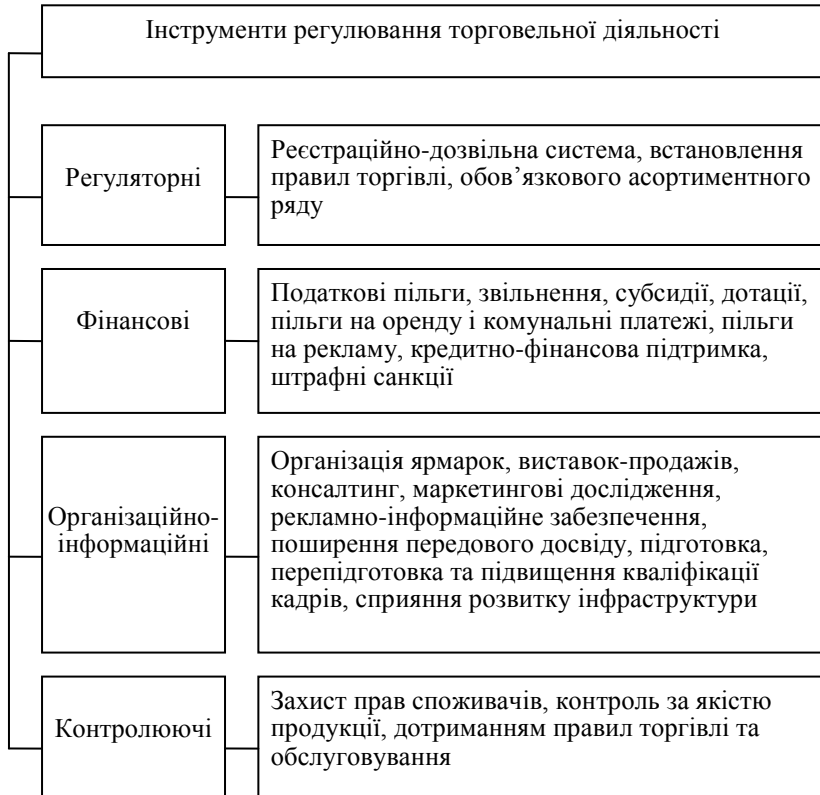 Інструменти регулювання торговельної діяльності
Регуляторні
Реєстраційно-дозвільна система, встановлення
правил торгівлі, обов’язкового асортиментного
ряду
Фінансові
Податкові пільги, звільнення, субсидії, дотації,
пільги на оренду і комунальні платежі, пільги
на рекламу, кредитно-фінансова підтримка,
штрафні санкції
Організаційно-
інформаційні
Організація ярмарок, виставок-продажів,
консалтинг, маркетингові дослідження,
рекламно-інформаційне забезпечення,
поширення передового досвіду, підготовка,
перепідготовка та підвищення кваліфікації
кадрів, сприяння розвитку інфраструктури
Контролюючі
Захист прав споживачів, контроль за якістю
продукції, дотриманням правил торгівлі та
обслуговування